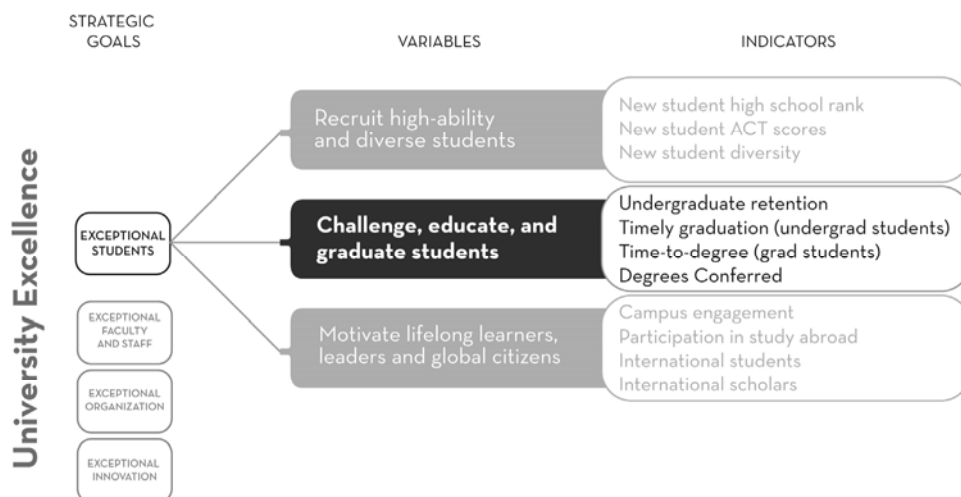 STRATEGIC
GOALS
VARIABLES
INDICATORS
University Excellence
EXCEPTIONAL
STUDENTS
EXCEPTIONAL
FACULTY
AND STAFF
EXCEPTIONAL
ORGANIZATION
EXCEPTIONAL
INNOVATION
Recruit high-ability
and diverse students
New student high school rank
New student ACT scores
New student diversity
Challenge, educate, and
graduate students
Undergraduate retention
Timely graduation (undergrad students)
Time-to-degree (grad students)
Degrees Conferred
Motivate lifelong learners,
leaders and global citizens
Campus engagement
Participation in study abroad
International students
International scholars